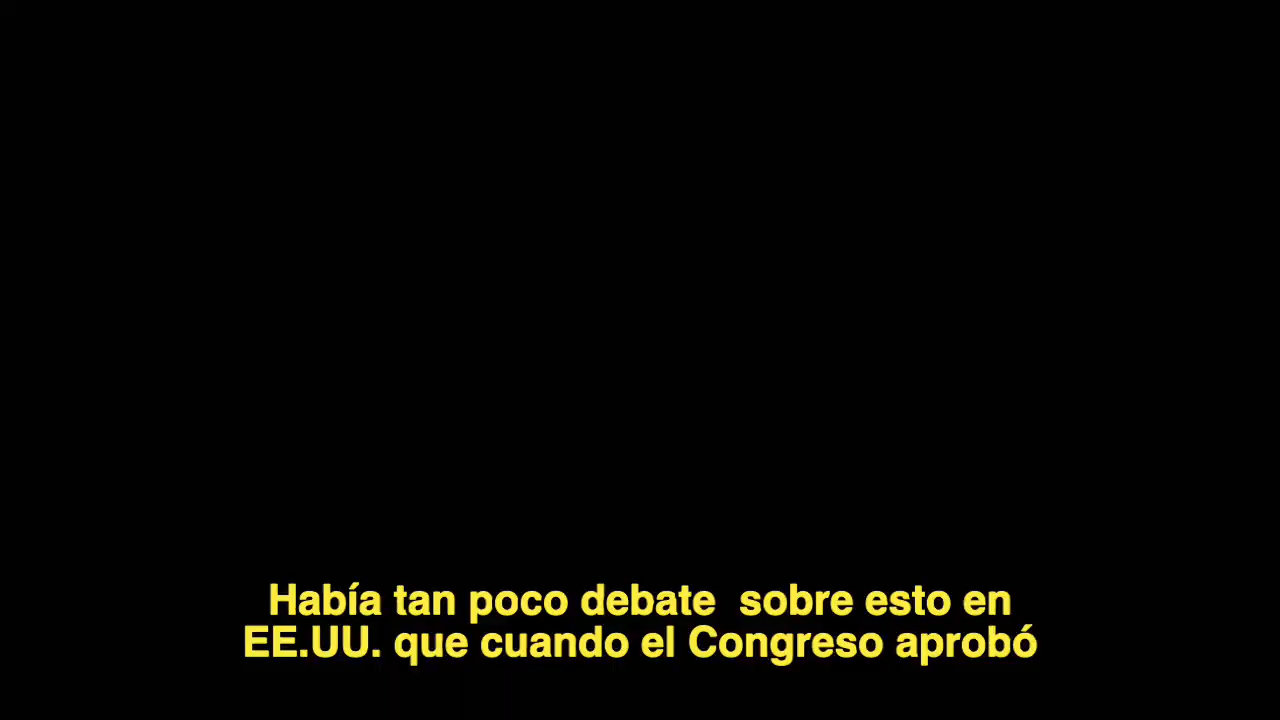 Había tan poco debate  sobre esto en
EE.UU. que cuando el Congreso aprobó